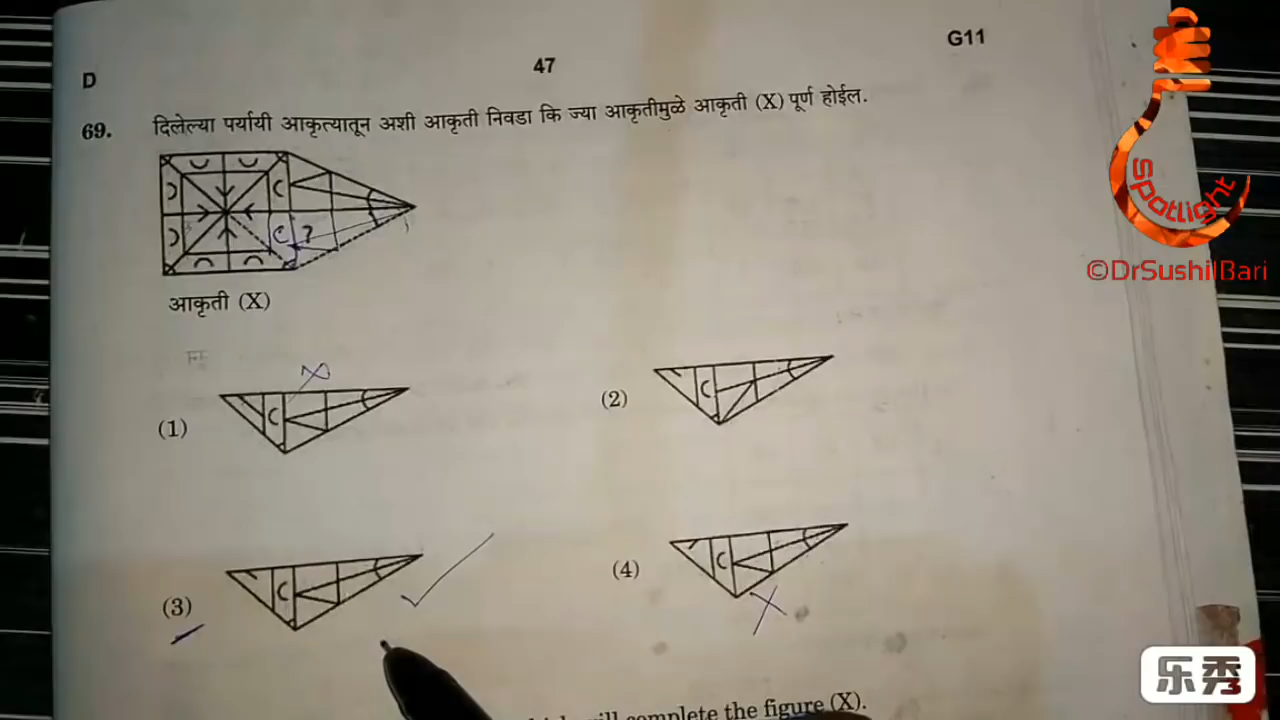 D
47
G11
69. दिलेल्या पर्यायी आकृत्यातून अशी आकृती निवडा कि ज्या आकृतीमुळे आकृती (X) पूर्ण होईल.
?
आकृती (X)
(1)
(2)
(3)
(4)
will complete the figure (X).
Spotlight
©DrSushilBari
乐秀